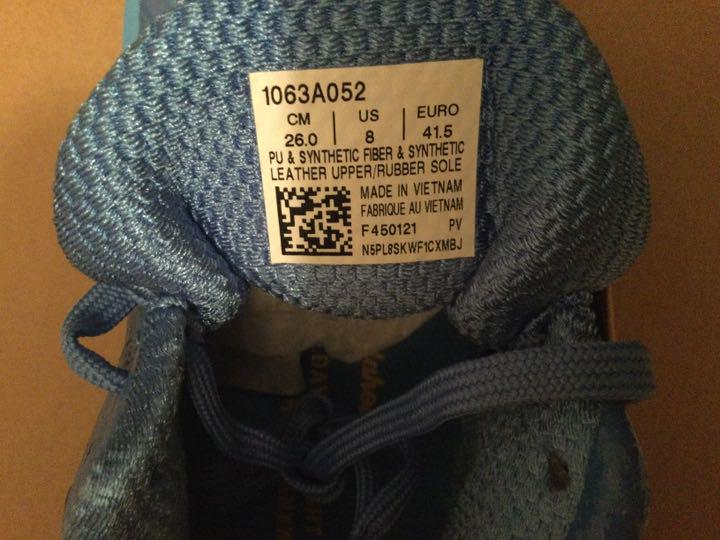 1063A052
CM | US | EURO
26.0 | 8 | 41.5
PU & SYNTHETIC FIBER & SYNTHETIC
LEATHER UPPER/RUBBER SOLE
MADE IN VIETNAM
FABRIQUE AU VIETNAM
F450121 PV
N5PL8SKWF1CXMBJ